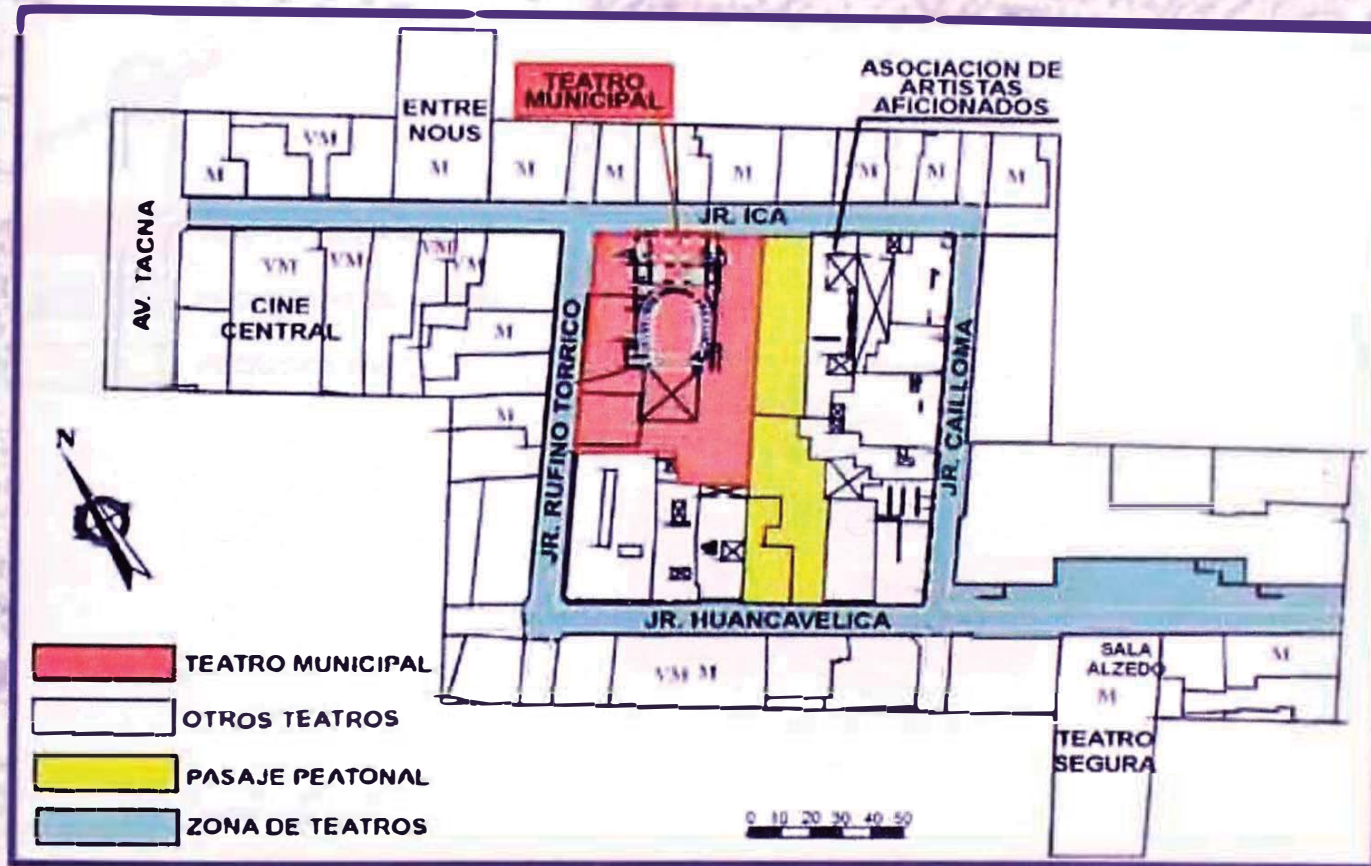 TEATRO
MUNICIPAL
ASOCIACION DE
ARTISTAS
AFICIONADOS
ENTRE
NOUS
VM
M
M
M
M
M
VM
M
M
JR. ICA
AV. TACNA
VM
VM
VM
VM
CINE
CENTRAL
M
M
JR. RUFINO TORRICO
JR. CAILLOMA
N
JR. HUANCAVELICA
VM M
SALA
ALZEDO
M
M
TEATRO
SEGURA
TEATRO MUNICIPAL
OTROS TEATROS
PASAJE PEATONAL
ZONA DE TEATROS
0 10 20 30 40 50